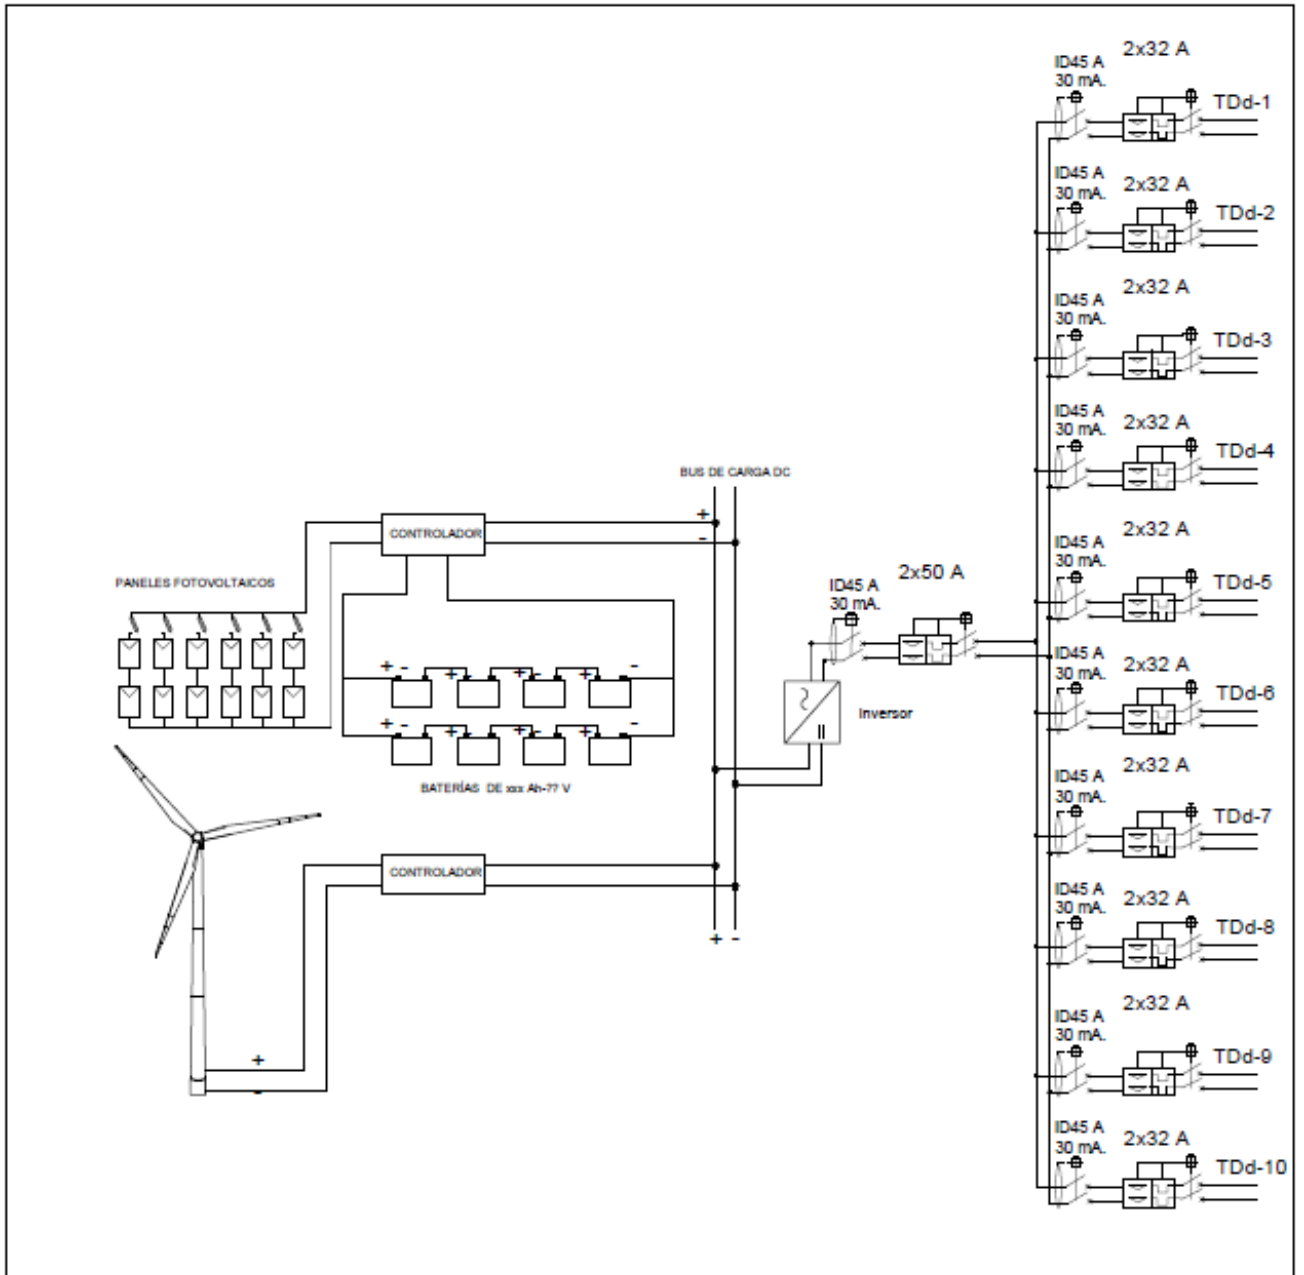 2x32 A
ID45 A
30 mA.
TDd-1
ID45 A
30 mA.
2x32 A
TDd-2
2x32 A
ID45 A
30 mA.
TDd-3
ID45 A
30 mA.
2x32 A
TDd-4
BUS DE CARGA DC
+
-
CONTROLADOR
2x32 A
ID45 A
30 mA.
TDd-5
PANELES FOTOVOLTAICOS
2x50 A
ID45 A
30 mA.
ID45 A
30 mA.
2x32 A
TDd-6
+ - + - + - + -
Inversor
+ - + - + - + -
BATERÍAS DE xxx Ah-?? V
2x32 A
ID45 A
30 mA.
TDd-7
CONTROLADOR
ID45 A
30 mA.
2x32 A
TDd-8
+ -
2x32 A
ID45 A
30 mA.
TDd-9
+
-
ID45 A
30 mA.
2x32 A
TDd-10